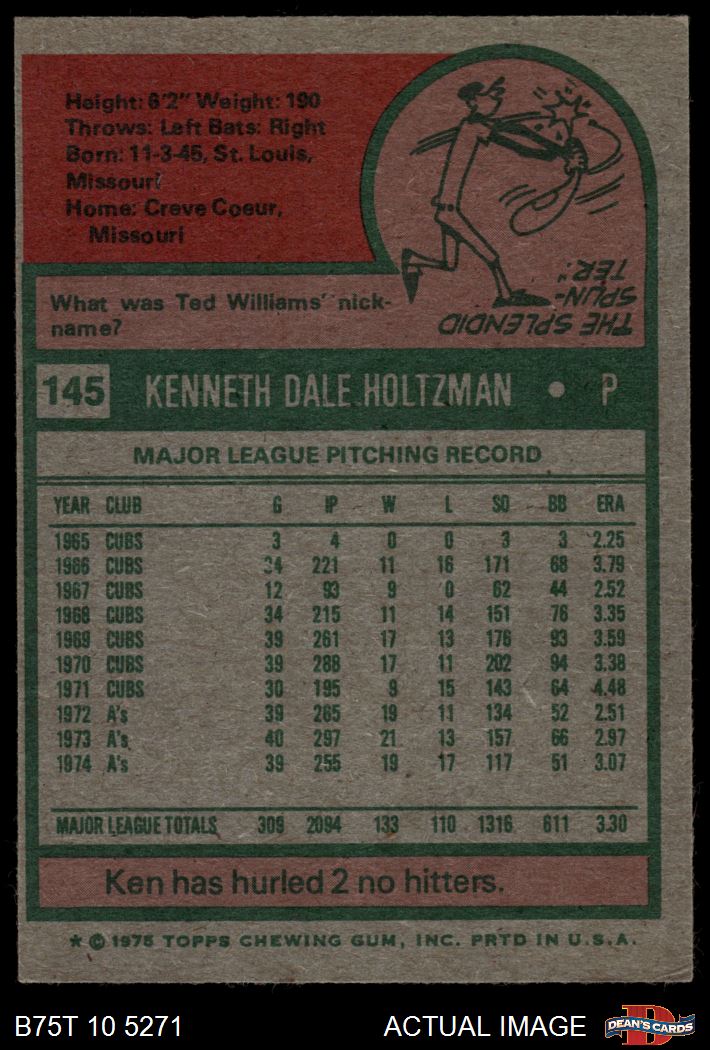 Height: 6'2" Weight: 190
Throws: Left Bats: Right
Born: 11-3-45, St. Louis,
Missouri
Home: Creve Coeur,
Missouri
What was Ted Williams' nick-
name?
"THE SPLENDID
SPLIN-
TER."
145 KENNETH DALE HOLTZMAN • P
MAJOR LEAGUE PITCHING RECORD
YEAR CLUB G IP W L SO BB ERA
1965 CUBS 3 4 0 0 3 3 2.25
1966 CUBS 34 221 11 16 171 68 3.79
1967 CUBS 12 93 9 0 62 44 2.52
1968 CUBS 34 215 11 14 151 76 3.35
1969 CUBS 39 261 17 13 176 93 3.59
1970 CUBS 39 288 17 11 202 94 3.38
1971 CUBS 30 195 9 15 143 64 4.48
1972 A's 39 265 19 11 134 52 2.51
1973 A's 40 297 21 13 157 66 2.97
1974 A's 39 255 19 17 117 51 3.07
MAJOR LEAGUE TOTALS 309 2094 133 110 1316 611 3.30
Ken has hurled 2 no hitters.
* © 1975 TOPPS CHEWING GUM, INC. PRTD IN U.S.A.
B75T 10 5271 ACTUAL IMAGE DEAN'S CARDS